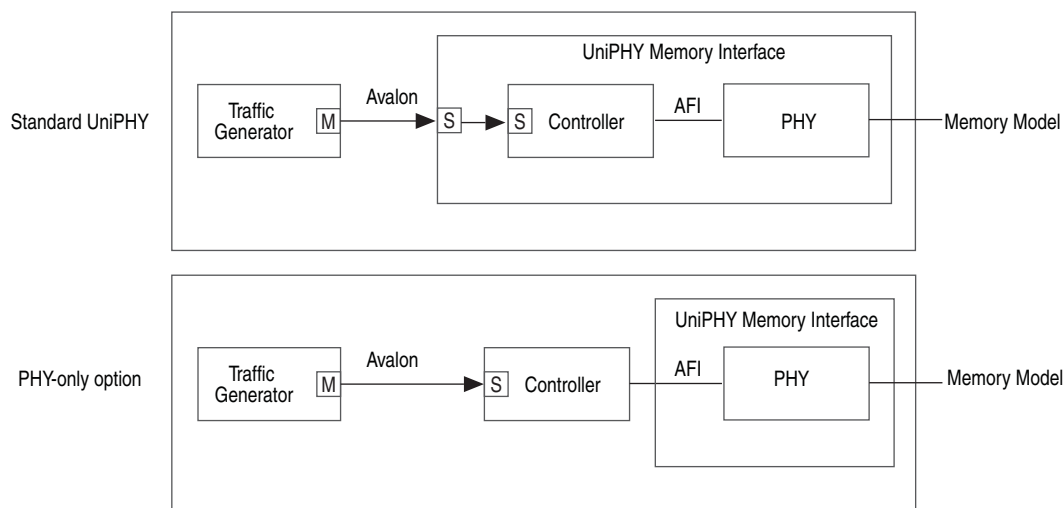 UniPHY Memory Interface
Standard UniPHY
Traffic
Generator
M
Avalon
S
S
Controller
AFI
PHY
Memory Model
UniPHY Memory Interface
PHY-only option
Traffic
Generator
M
Avalon
S
Controller
AFI
PHY
Memory Model